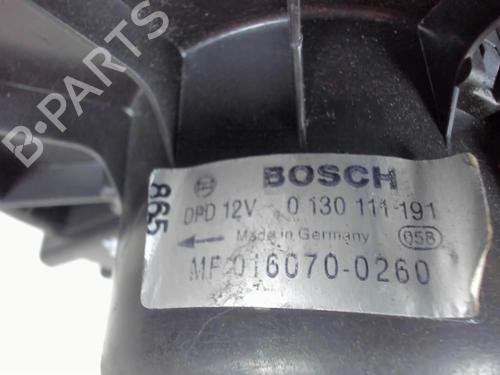 B-PARTS
BOSCH
DPD 12V- 0 130 111 191
Made in Germany 058
MF016070-0260
865